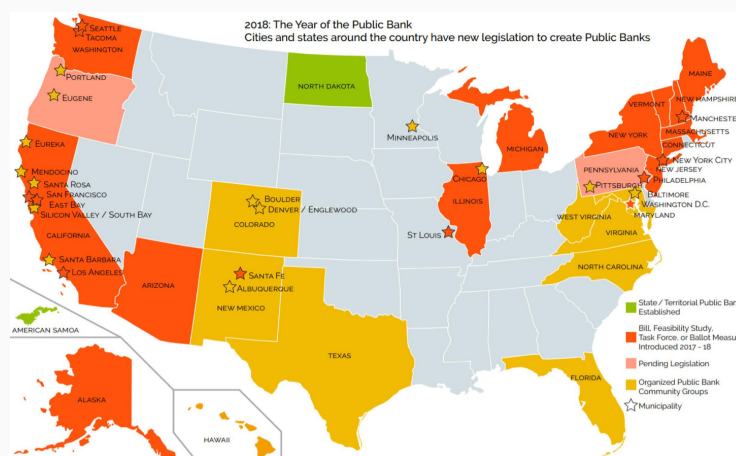 2018: The Year of the Public Bank
Cities and states around the country have new legislation to create Public Banks
SEATTLE
TACOMA
WASHINGTON
PORTLAND
EUGENE
EUREKA
MENDOCINO
SANTA ROSA
SAN FRANCISCO
EAST BAY
SILICON VALLEY / SOUTH BAY
CALIFORNIA
SANTA BARBARA
LOS ANGELES
ARIZONA
NORTH DAKOTA
BOULDER
DENVER / ENGLEWOOD
COLORADO
SANTA FE
ALBUQUERQUE
NEW MEXICO
TEXAS
MINNEAPOLIS
CHICAGO
ILLINOIS
ST LOUIS
MICHIGAN
MAINE
VERMONT
NEW HAMPSHIRE
MANCHEST
MASSACHUSETTS
CONNECTICUT
NEW YORK
NEW YORK CITY
NEW JERSEY
PENNSYLVANIA
PHILADELPHIA
PITTSBURGH
BALTIMORE
WASHINGTON D.C.
MARYLAND
WEST VIRGINIA
VIRGINIA
NORTH CAROLINA
FLORIDA
AMERICAN SAMOA
ALASKA
HAWAII
State / Territorial Public Ban
Established
Bill, Feasibility Study,
Task Force, or Ballot Measu
Introduced 2017 - 18
Pending Legislation
Organized Public Bank
Community Groups
Municipality